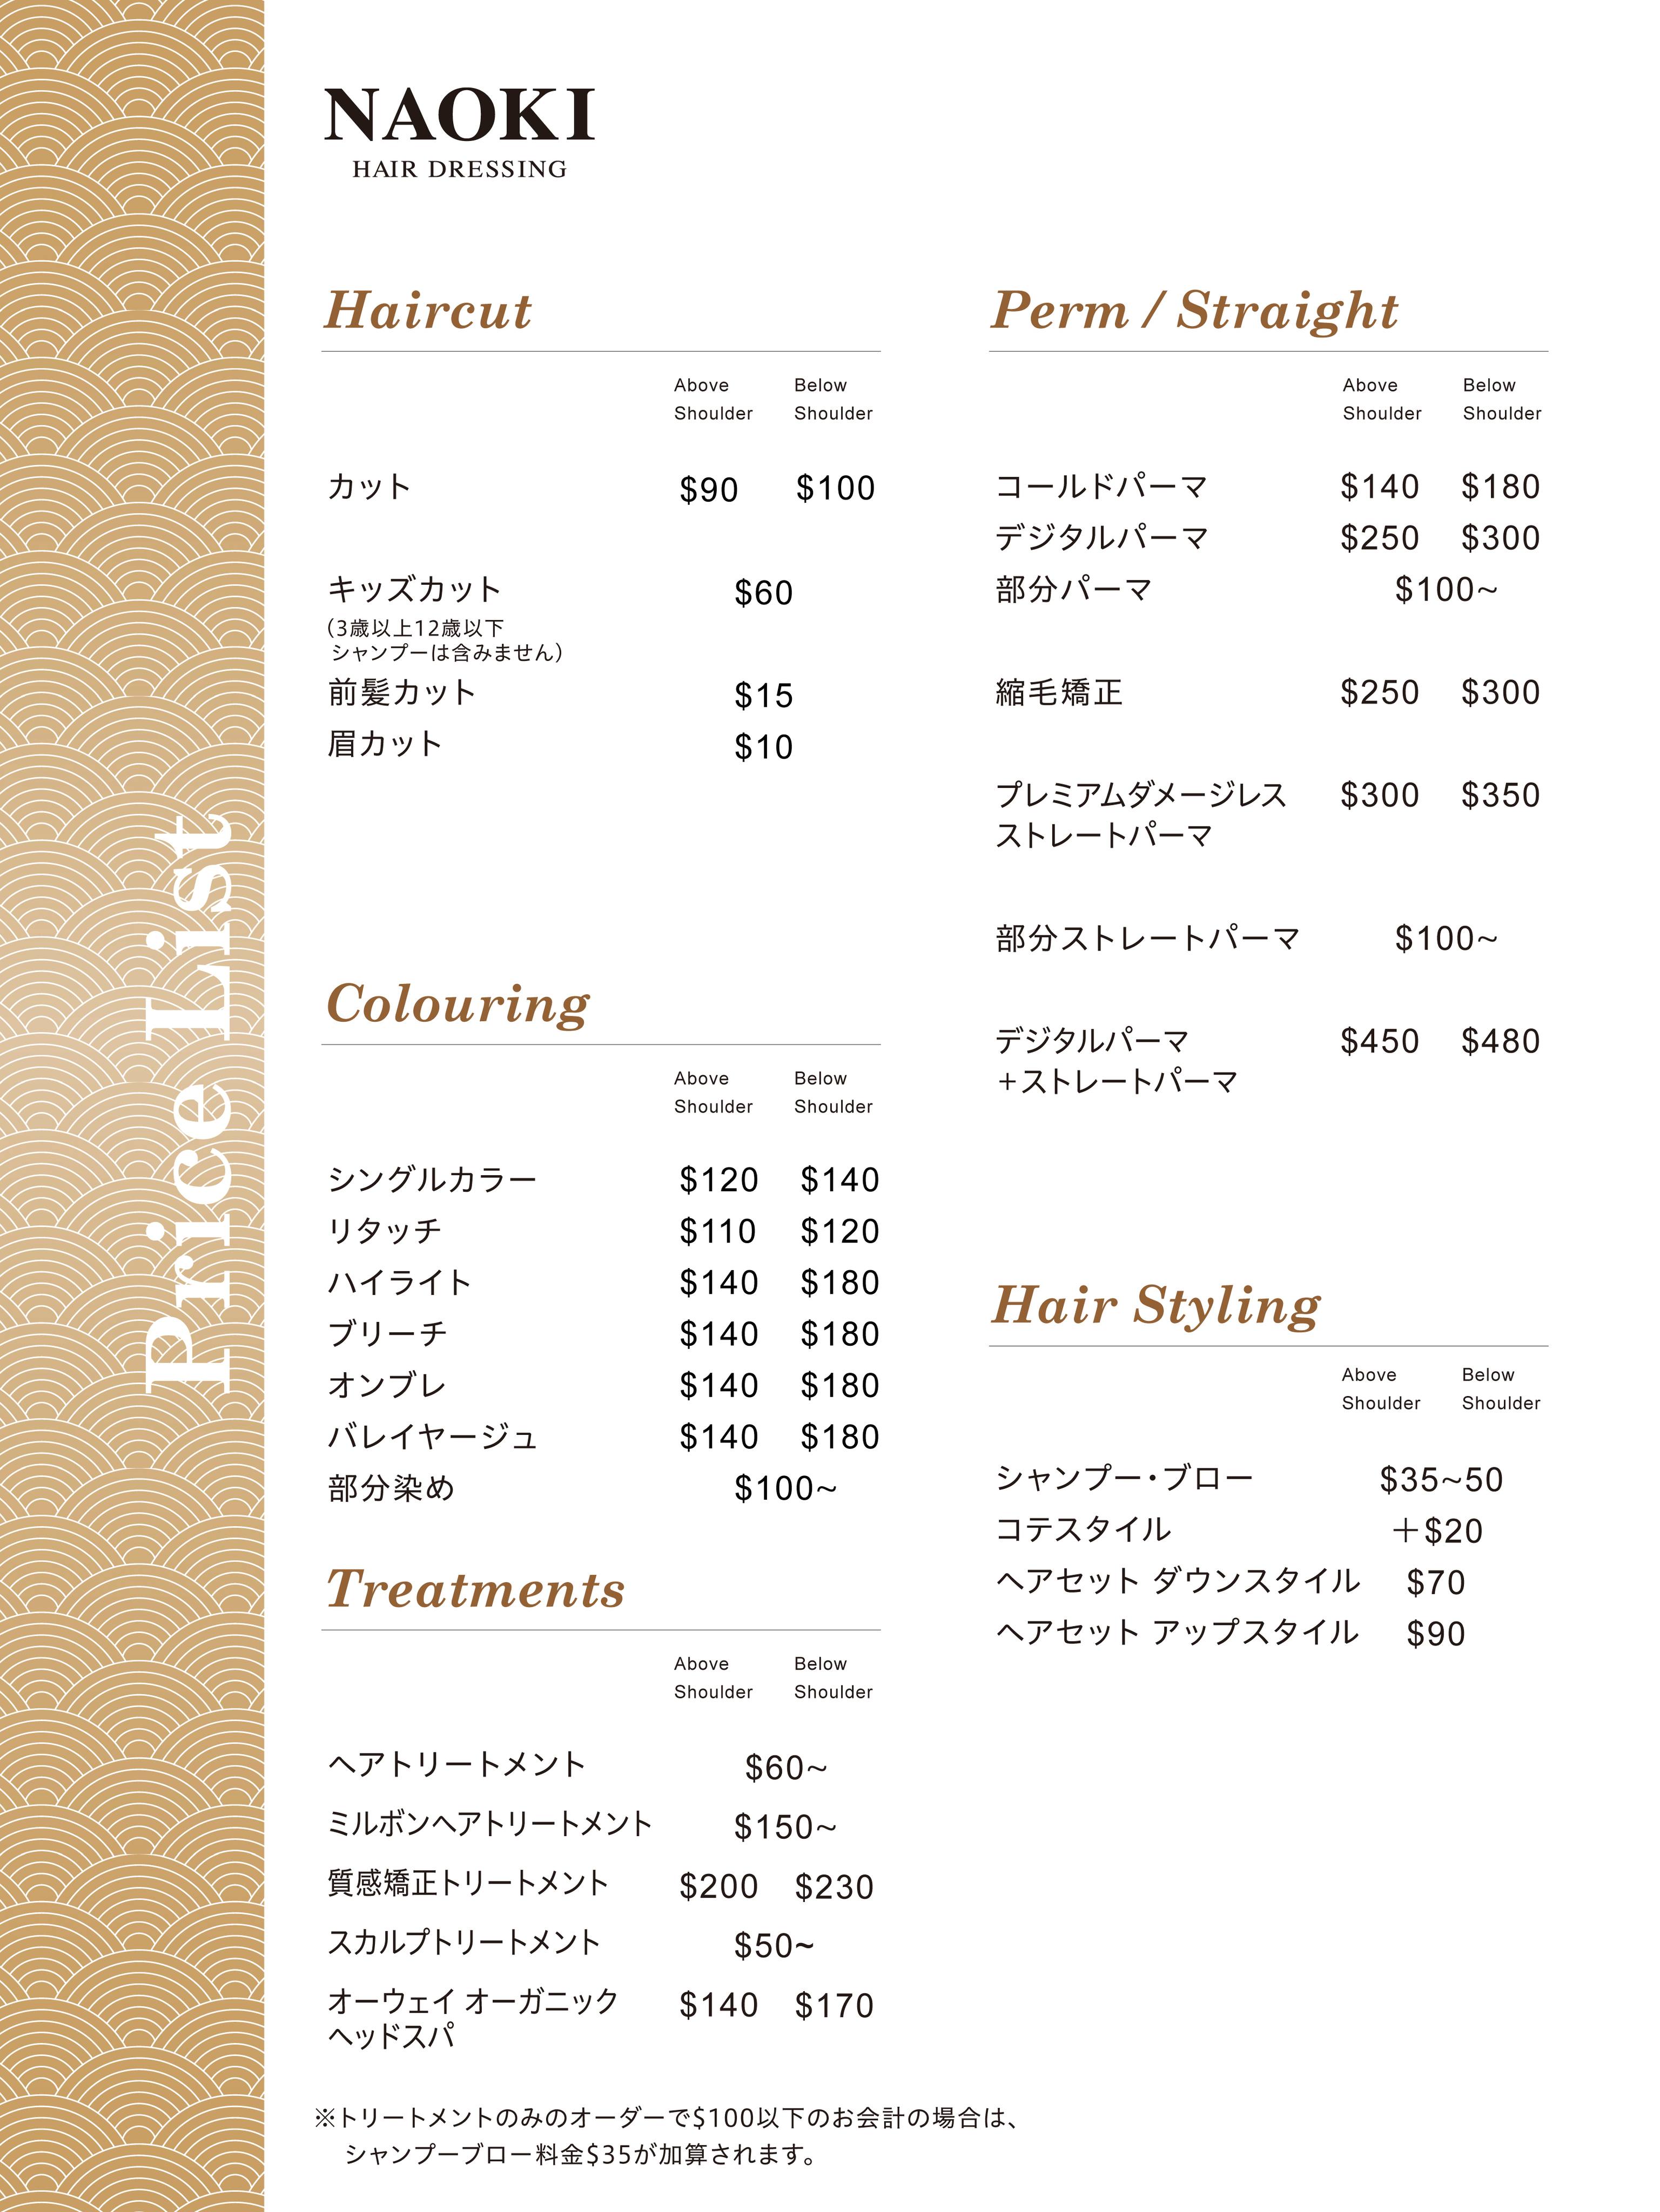 Price List
NAOKI
HAIR DRESSING
Haircut
Above Shoulder Below Shoulder
カット $90 $100
キッズカット $60
（3歳以上12歳以下
シャンプーは含みません）
前髪カット $15
眉カット $10
Colouring
Above Shoulder Below Shoulder
シングルカラー $120 $140
リタッチ $110 $120
ハイライト $140 $180
ブリーチ $140 $180
オンブレ $140 $180
バレイヤージュ $140 $180
部分染め $100~
Treatments
Above Shoulder Below Shoulder
ヘアトリートメント $60~
ミルボンヘアトリートメント $150~
質感矯正トリートメント $200 $230
スカルプトリートメント $50~
オーウェイ オーガニック $140 $170
ヘッドスパ
Perm / Straight
Above Shoulder Below Shoulder
コールドパーマ $140 $180
デジタルパーマ $250 $300
部分パーマ $100~
縮毛矯正 $250 $300
プレミアムダメージレス $300 $350
ストレートパーマ
部分ストレートパーマ $100~
デジタルパーマ $450 $480
＋ストレートパーマ
Hair Styling
Above Shoulder Below Shoulder
シャンプー・ブロー $35~50
コテスタイル ＋$20
ヘアセット ダウンスタイル $70
ヘアセット アップスタイル $90
※トリートメントのみのオーダーで$100以下のお会計の場合は、
シャンプーブロー料金$35が加算されます。